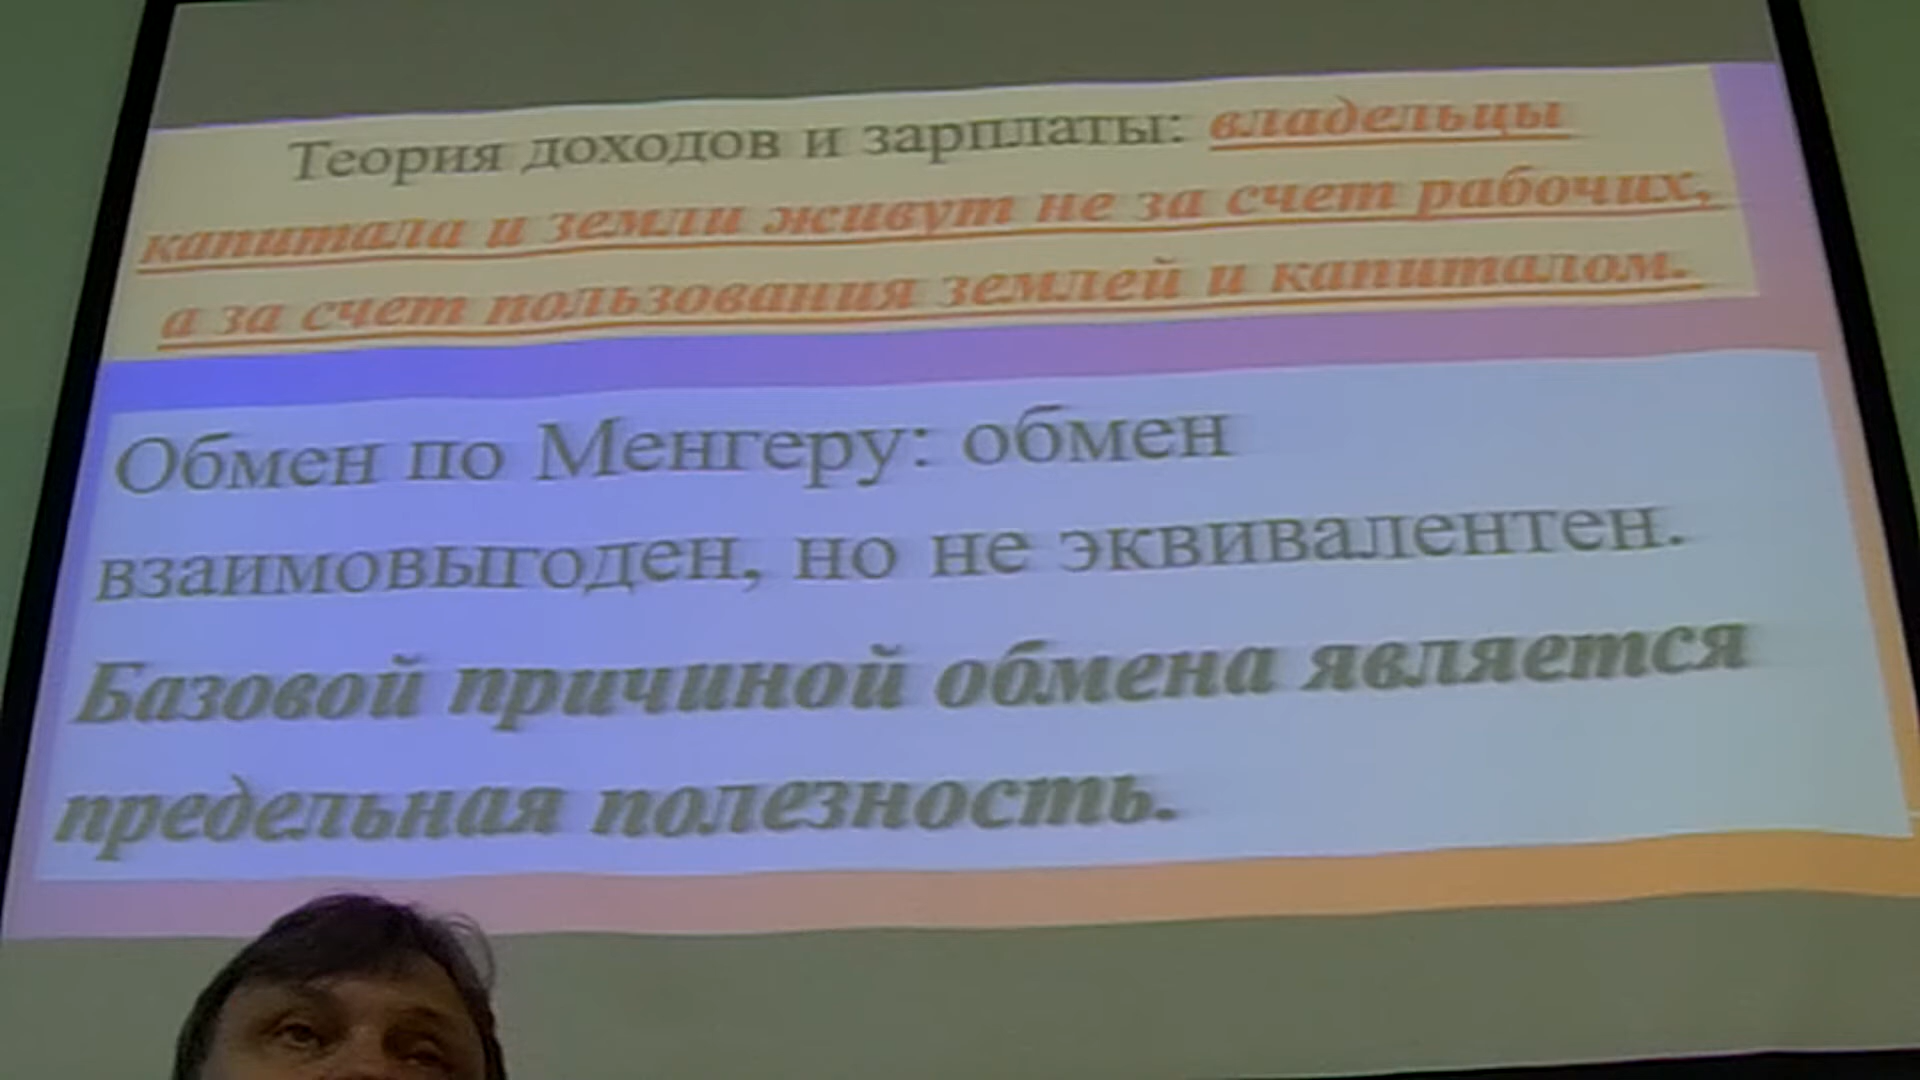 Теория доходов и зарплаты: владельцы
капитала и земли живут не за счет рабочих,
а за счет пользования землей и капиталом.
Обмен по Менгеру: обмен
взаимовыгоден, но не эквивалентен.
Базовой причиной обмена является
предельная полезность.